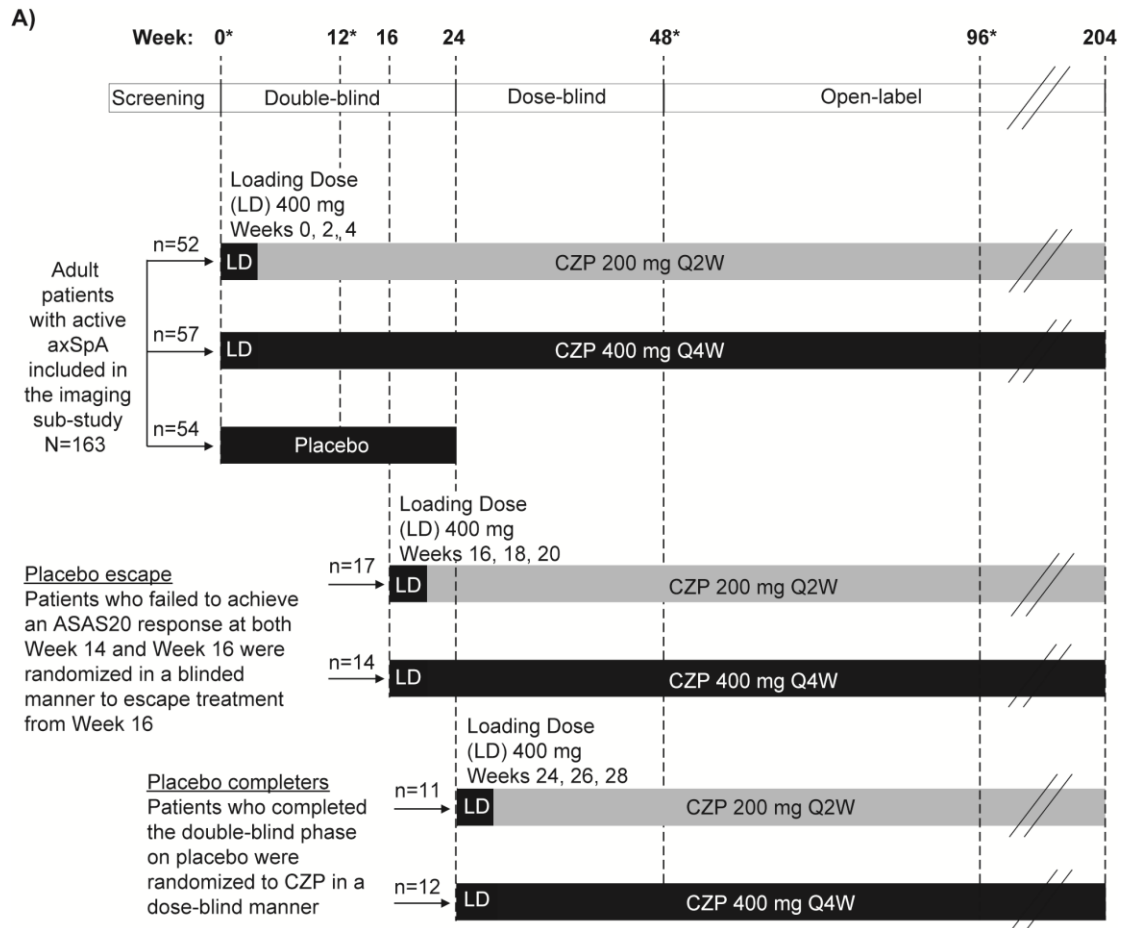 A)
Week: 0* 12* 16 24 48* 96* 204
Screening Double-blind Dose-blind Open-label
Loading Dose
(LD) 400 mg
Weeks 0, 2, 4
n=52
LD CZP 200 mg Q2W
Adult
patients
with active
axSpA
included in
the imaging
sub-study
N=163
n=57
LD CZP 400 mg Q4W
n=54
Placebo
Loading Dose
(LD) 400 mg
Weeks 16, 18, 20
n=17
LD CZP 200 mg Q2W
Placebo escape
Patients who failed to achieve
an ASAS20 response at both
Week 14 and Week 16 were
randomized in a blinded
manner to escape treatment
from Week 16
n=14
LD CZP 400 mg Q4W
Loading Dose
(LD) 400 mg
Weeks 24, 26, 28
n=11
LD CZP 200 mg Q2W
Placebo completers
Patients who completed
the double-blind phase
on placebo were
randomized to CZP in a
dose-blind manner
n=12
LD CZP 400 mg Q4W